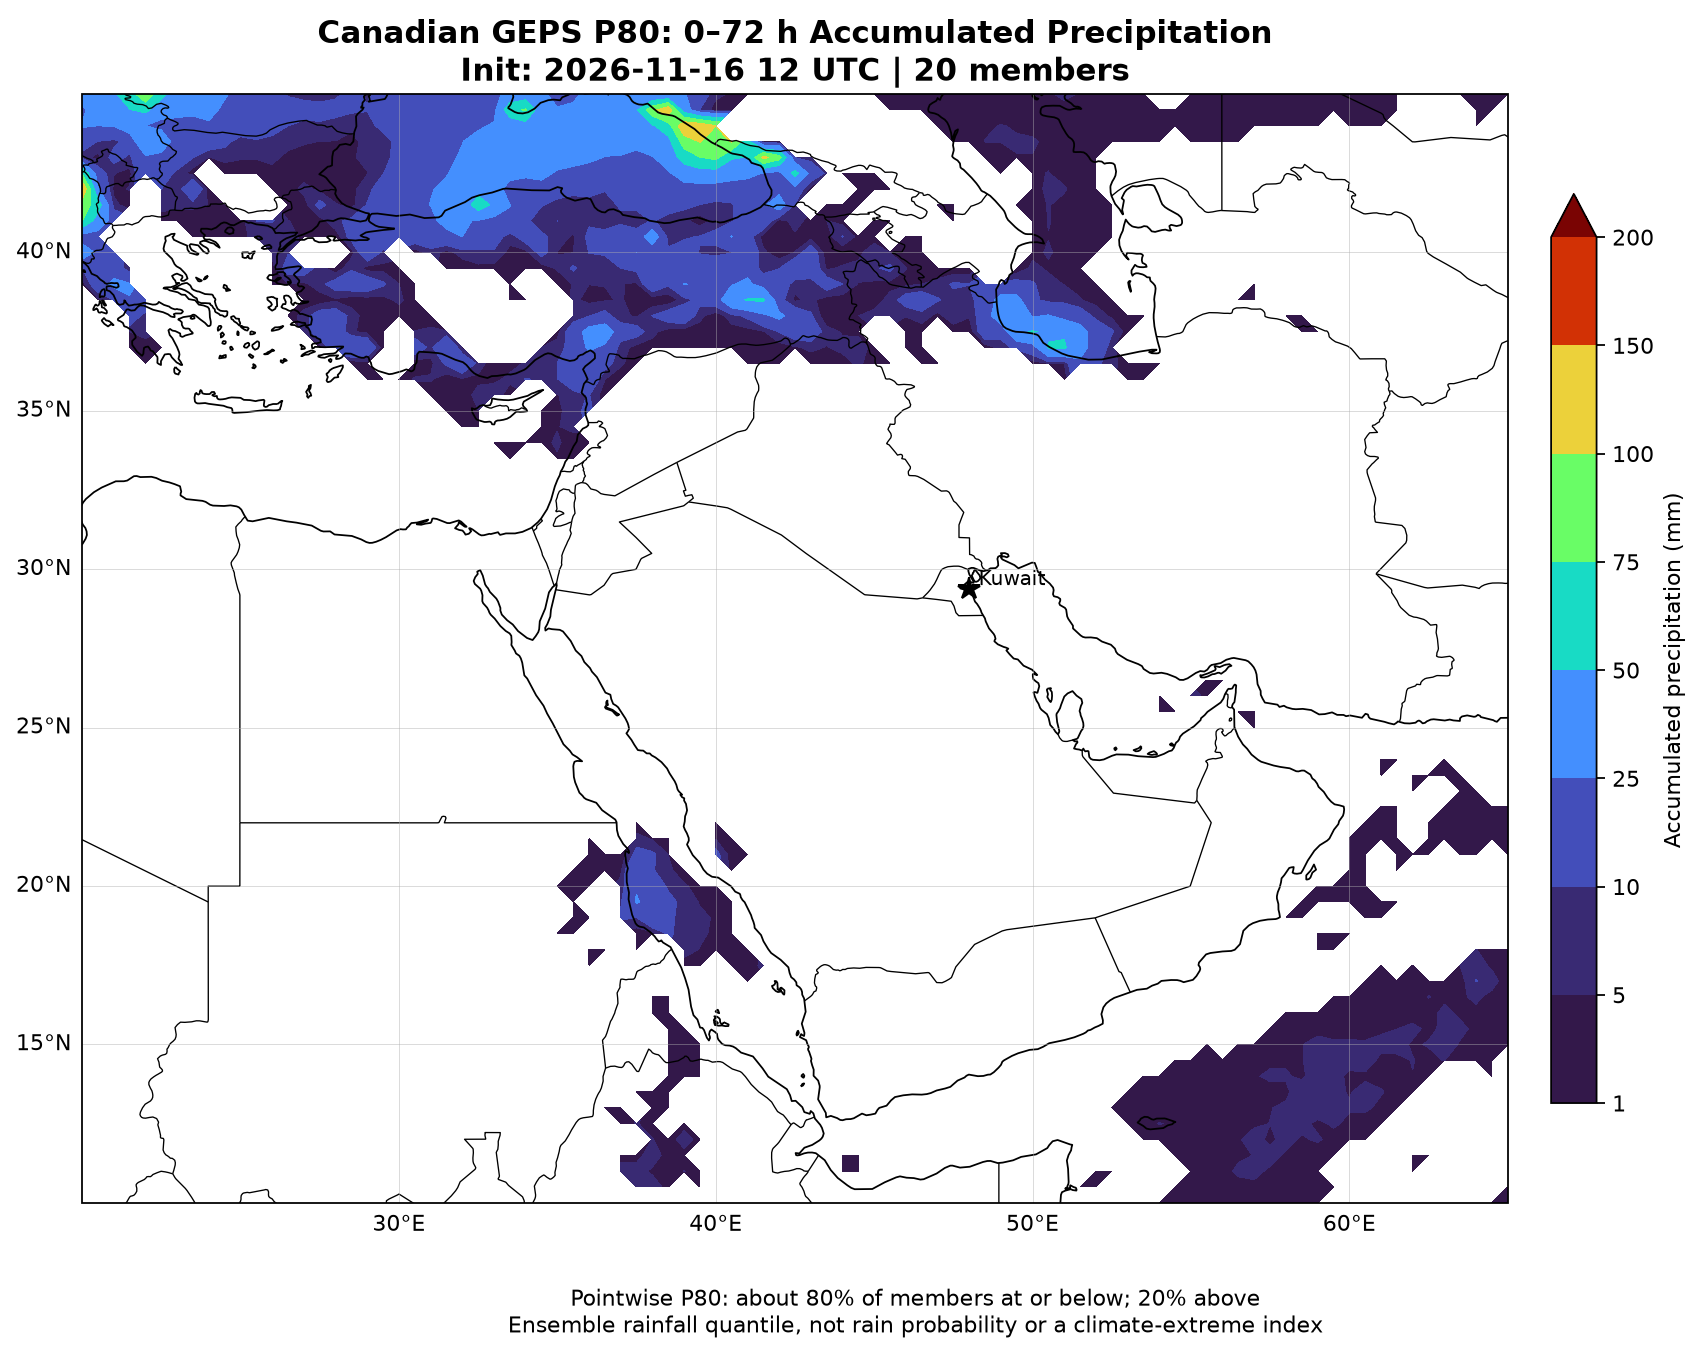 Canadian GEPS P80: 0–72 h Accumulated Precipitation
Init: 2026-11-16 12 UTC | 20 members
40°N
35°N
30°N
25°N
20°N
15°N
30°E
40°E
50°E
60°E
Kuwait
200
150
100
75
50
25
10
5
1
Accumulated precipitation (mm)
Pointwise P80: about 80% of members at or below; 20% above
Ensemble rainfall quantile, not rain probability or a climate-extreme index